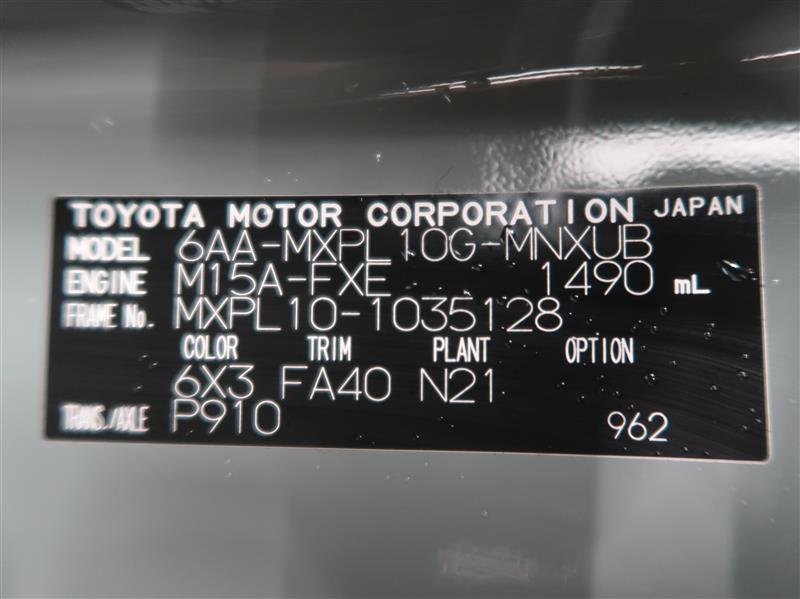 TOYOTA MOTOR CORPORATION JAPAN
MODEL 6AA-MXPL10G-MNXUB
ENGINE M15A-FXE 1490 mL
FRAME No. MXPL10-1035128
COLOR TRIM PLANT OPTION
6X3 FA40 N21
TRANS./AXLE P910 962